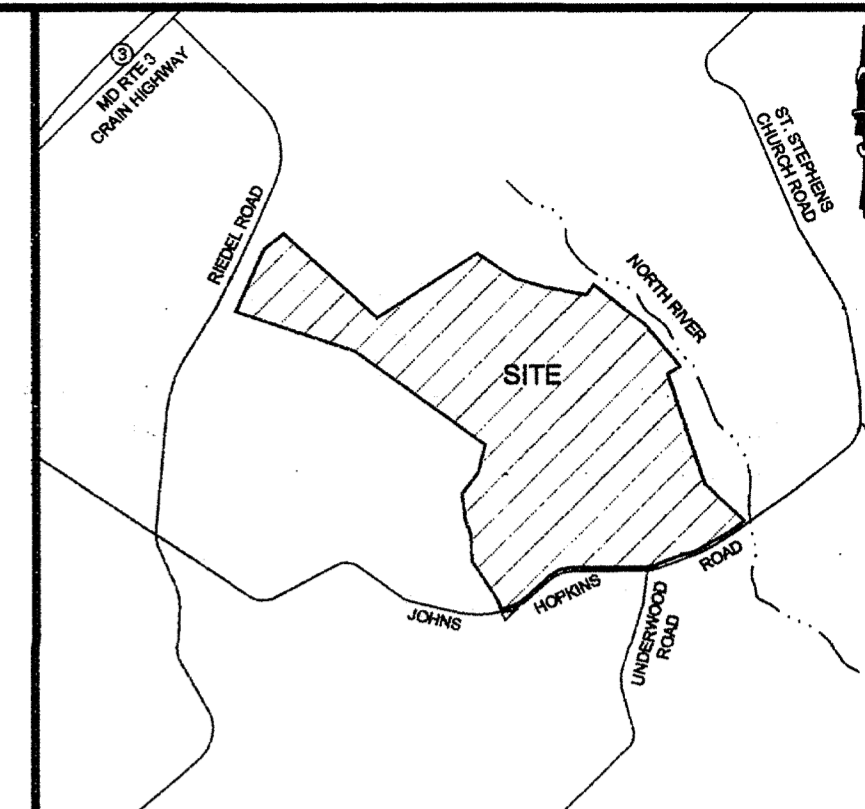 3
MD RTE 3
CRAIN HIGHWAY
ST. STEPHENS
CHURCH ROAD
RIEDEL ROAD
NORTH RIVER
SITE
JOHNS
HOPKINS
ROAD
UNDERWOOD
ROAD